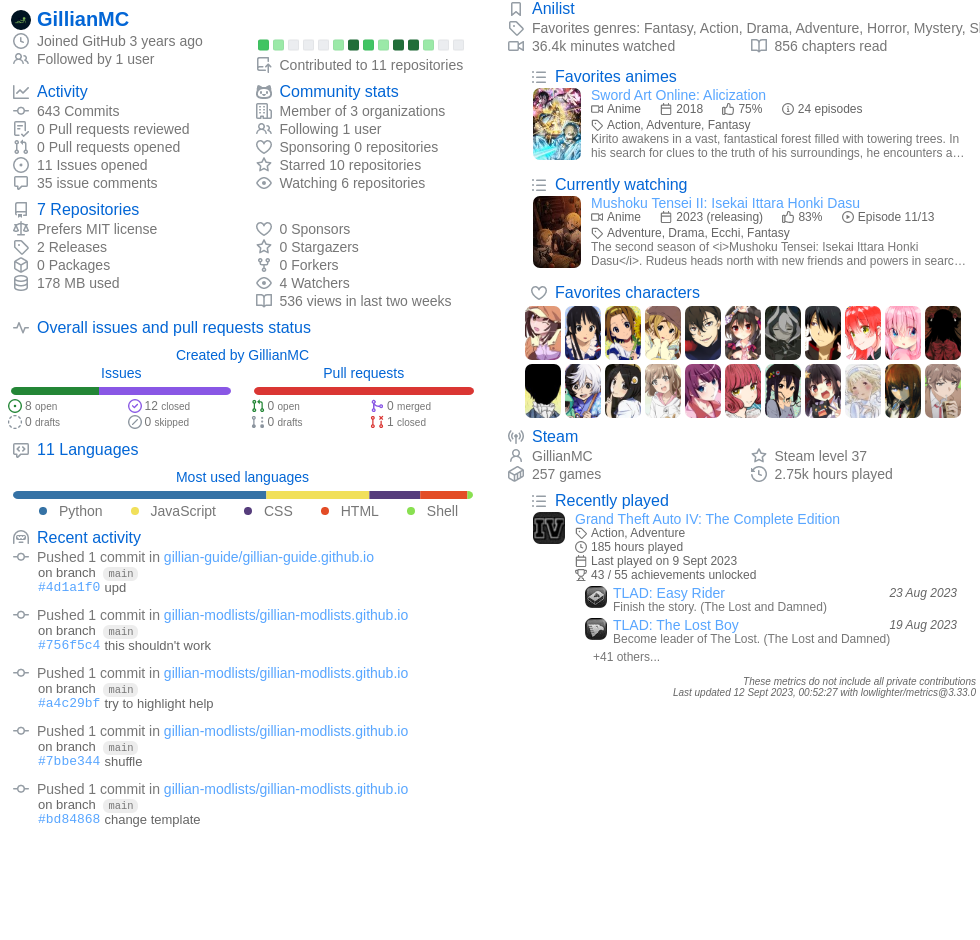 GillianMC
Joined GitHub 3 years ago
Followed by 1 user
Contributed to 11 repositories
Activity
643 Commits
0 Pull requests reviewed
0 Pull requests opened
11 Issues opened
35 issue comments
Community stats
Member of 3 organizations
Following 1 user
Sponsoring 0 repositories
Starred 10 repositories
Watching 6 repositories
7 Repositories
Prefers MIT license
2 Releases
0 Packages
178 MB used
0 Sponsors
0 Stargazers
0 Forkers
4 Watchers
536 views in last two weeks
Overall issues and pull requests status
Created by GillianMC
Issues
8 open
12 closed
0 drafts
0 skipped
Pull requests
0 open
0 merged
0 drafts
1 closed
11 Languages
Most used languages
Python JavaScript CSS HTML Shell
Recent activity
Pushed 1 commit in gillian-guide/gillian-guide.github.io
on branch main
#4d1a1f0 upd
Pushed 1 commit in gillian-modlists/gillian-modlists.github.io
on branch main
#756f5c4 this shouldn't work
Pushed 1 commit in gillian-modlists/gillian-modlists.github.io
on branch main
#a4c29bf try to highlight help
Pushed 1 commit in gillian-modlists/gillian-modlists.github.io
on branch main
#7bbe344 shuffle
Pushed 1 commit in gillian-modlists/gillian-modlists.github.io
on branch main
#bd84868 change template
Anilist
Favorites genres: Fantasy, Action, Drama, Adventure, Horror, Mystery,
36.4k minutes watched
856 chapters read
Favorites animes
Sword Art Online: Alicization
Anime 2018 75% 24 episodes
Action, Adventure, Fantasy
Kirito awakens in a vast, fantastical forest filled with towering trees. In
his search for clues to the truth of his surroundings, he encounters a…
Currently watching
Mushoku Tensei II: Isekai Ittara Honki Dasu
Anime 2023 (releasing) 83% Episode 11/13
Adventure, Drama, Ecchi, Fantasy
The second season of <i>Mushoku Tensei: Isekai Ittara Honki
Dasu</i>. Rudeus heads north with new friends and powers in searc…
Favorites characters
Steam
GillianMC
257 games
Steam level 37
2.75k hours played
Recently played
IV
Grand Theft Auto IV: The Complete Edition
Action, Adventure
185 hours played
Last played on 9 Sept 2023
43 / 55 achievements unlocked
TLAD: Easy Rider 23 Aug 2023
Finish the story. (The Lost and Damned)
TLAD: The Lost Boy 19 Aug 2023
Become leader of The Lost. (The Lost and Damned)
+41 others...
These metrics do not include all private contributions
Last updated 12 Sept 2023, 00:52:27 with lowlighter/metrics@3.33.0